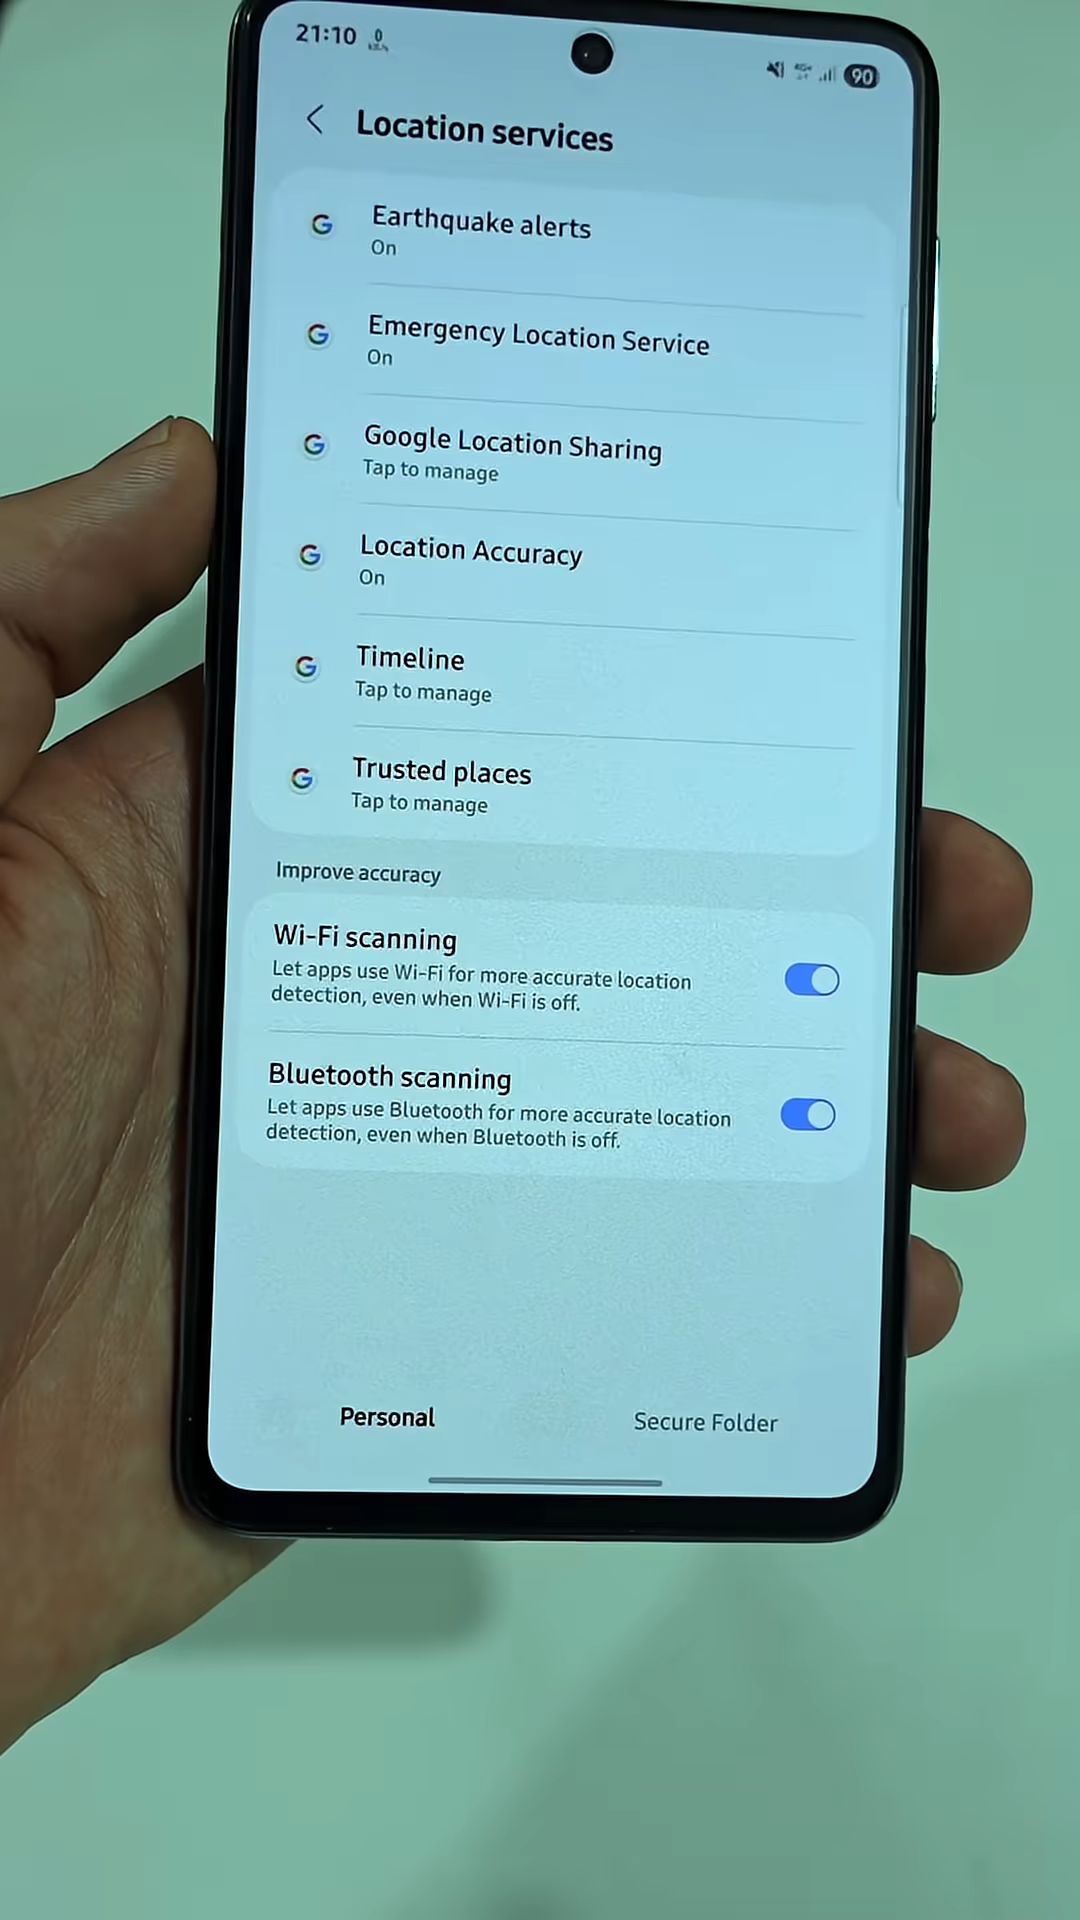 21:10
0
90
Location services
Earthquake alerts
On
Emergency Location Service
On
Google Location Sharing
Tap to manage
Location Accuracy
On
Timeline
Tap to manage
Trusted places
Tap to manage
Improve accuracy
Wi-Fi scanning
Let apps use Wi-Fi for more accurate location
detection, even when Wi-Fi is off.
Bluetooth scanning
Let apps use Bluetooth for more accurate location
detection, even when Bluetooth is off.
Personal
Secure Folder